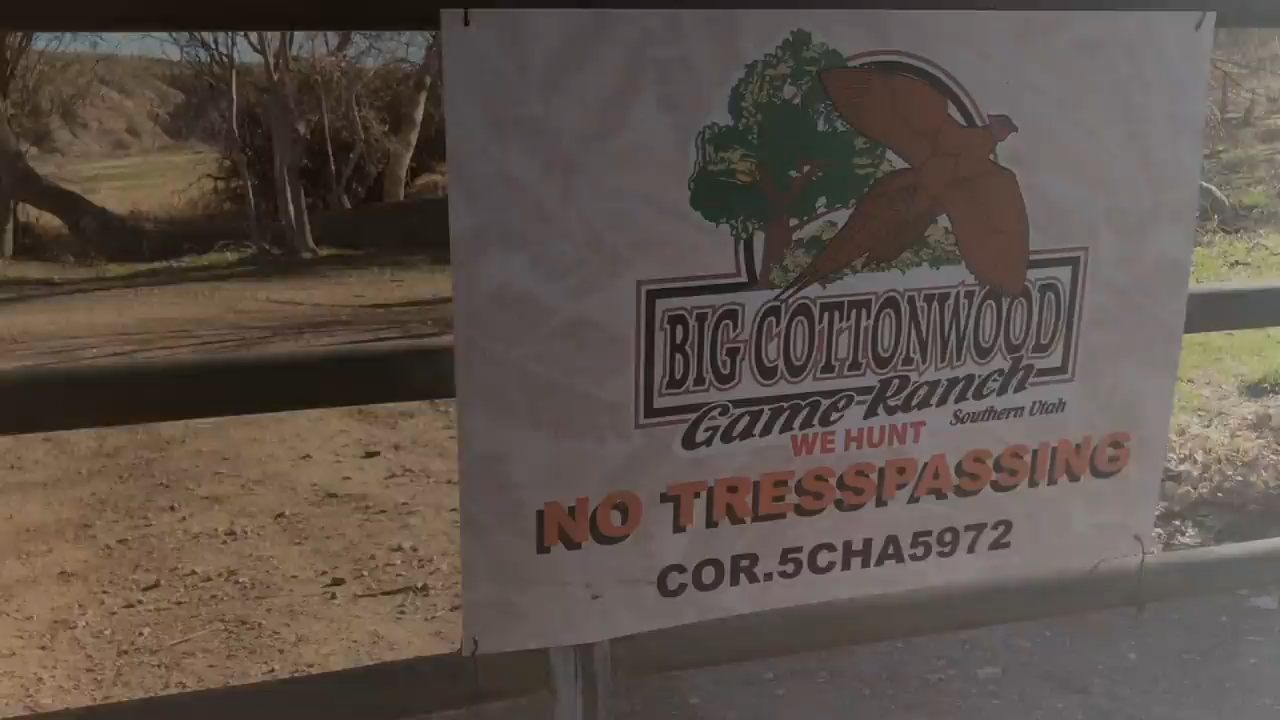 BIG COTTONWOOD
Game Ranch
Southern Utah
WE HUNT
NO TRESSPASSING
COR.5CHA5972